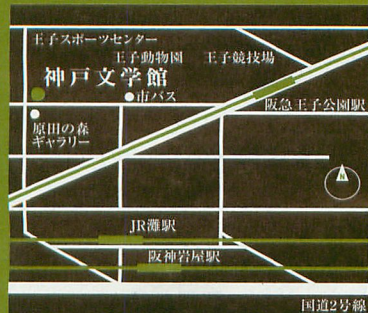 王子スポーツセンター
王子動物園
王子競技場
神戸文学館
市バス
阪急王子公園駅
原田の森
ギャラリー
N
JR灘駅
阪神岩屋駅
国道2号線